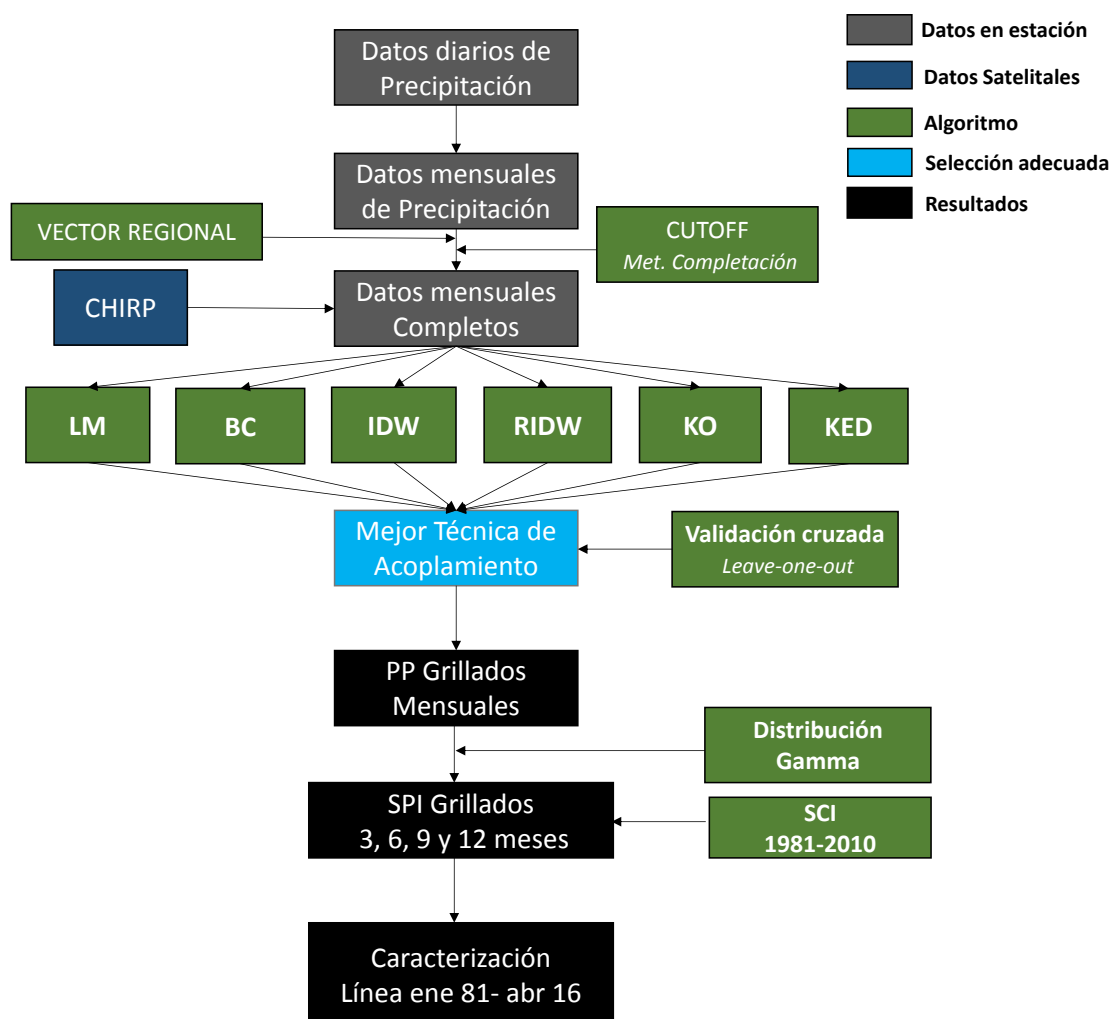 Datos diarios de
Precipitación
Datos en estación
Datos Satelitales
Algoritmo
Selección adecuada
Resultados
Datos mensuales
de Precipitación
VECTOR REGIONAL
CUTOFF
Met. Completación
CHIRP
Datos mensuales
Completos
LM
BC
IDW
RIDW
KO
KED
Mejor Técnica de
Acoplamiento
Validación cruzada
Leave-one-out
PP Grillados
Mensuales
Distribución
Gamma
SPI Grillados
3, 6, 9 y 12 meses
SCI
1981-2010
Caracterización
Línea ene 81- abr 16